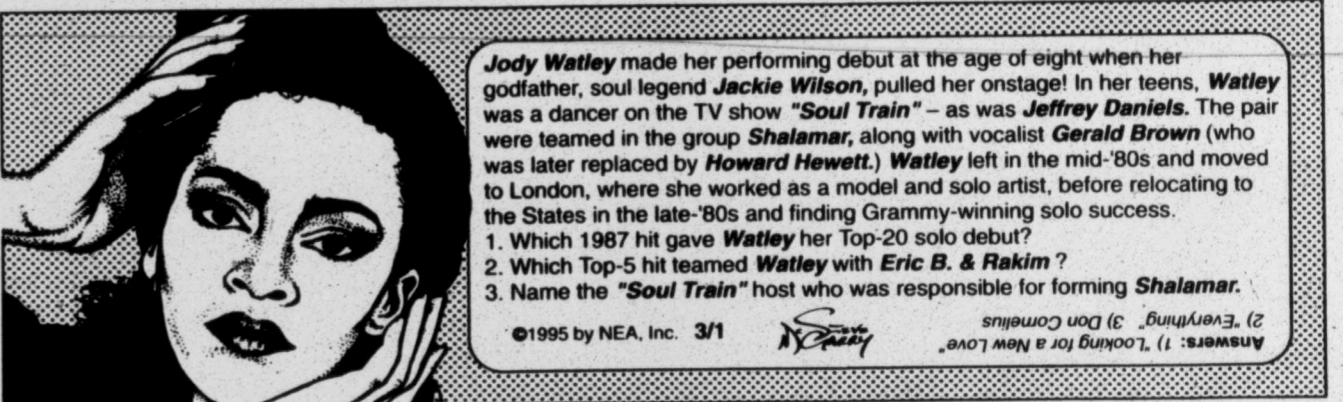 Jody Watley made her performing debut at the age of eight when her
godfather, soul legend Jackie Wilson, pulled her onstage! In her teens, Watley
was a dancer on the TV show "Soul Train" – as was Jeffrey Daniels. The pair
were teamed in the group Shalamar, along with vocalist Gerald Brown (who
was later replaced by Howard Hewett.) Watley left in the mid-'80s and moved
to London, where she worked as a model and solo artist, before relocating to
the States in the late-'80s and finding Grammy-winning solo success.
1. Which 1987 hit gave Watley her Top-20 solo debut?
2. Which Top-5 hit teamed Watley with Eric B. & Rakim ?
3. Name the "Soul Train" host who was responsible for forming Shalamar.
©1995 by NEA, Inc. 3/1
Steve McGarry
Answers: 1) "Looking for a New Love"
2) "Everything" 3) Don Cornelius